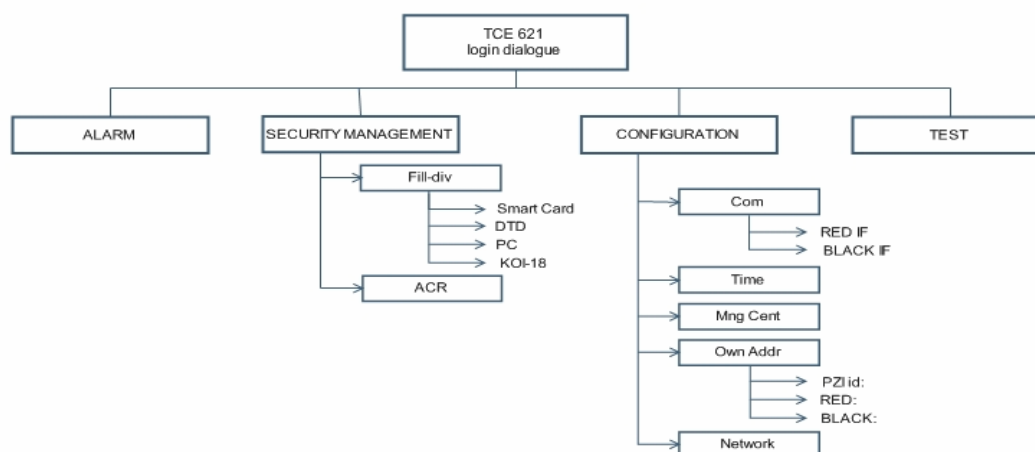 TCE 621
login dialogue
ALARM
SECURITY MANAGEMENT
CONFIGURATION
TEST
Fill-div
Smart Card
DTD
PC
KOI-18
ACR
Com
RED IF
BLACK IF
Time
Mng Cent
Own Addr
PZI id:
RED:
BLACK:
Network